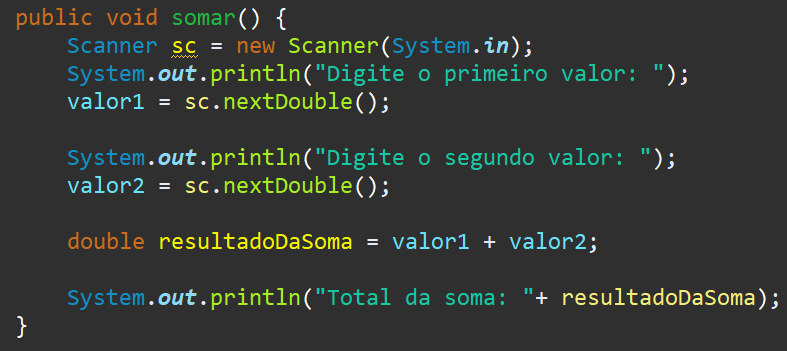 public void somar() {
Scanner sc = new Scanner(System.in);
System.out.println("Digite o primeiro valor: ");
valor1 = sc.nextDouble();
System.out.println("Digite o segundo valor: ");
valor2 = sc.nextDouble();
double resultadoDaSoma = valor1 + valor2;
System.out.println("Total da soma: "+ resultadoDaSoma);
}